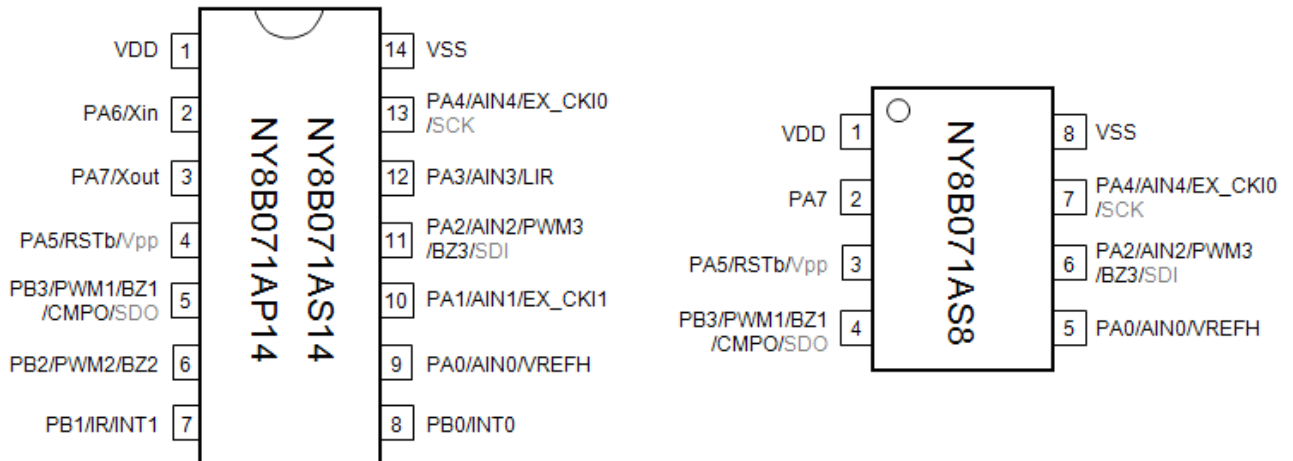 VDD 1
14 VSS
PA6/Xin 2
13 PA4/AIN4/EX_CKI0
/SCK
PA7/Xout 3
12 PA3/AIN3/LIR
PA5/RSTb/Vpp 4
11 PA2/AIN2/PWM3
/BZ3/SDI
PB3/PWM1/BZ1
/CMPO/SDO 5
10 PA1/AIN1/EX_CKI1
PB2/PWM2/BZ2 6
9 PA0/AIN0/VREFH
PB1/IR/INT1 7
8 PB0/INT0
NY8B071AS14
NY8B071AP14
VDD 1
8 VSS
PA7 2
7 PA4/AIN4/EX_CKI0
/SCK
PA5/RSTb/Vpp 3
6 PA2/AIN2/PWM3
/BZ3/SDI
PB3/PWM1/BZ1
/CMPO/SDO 4
5 PA0/AIN0/VREFH
NY8B071AS8